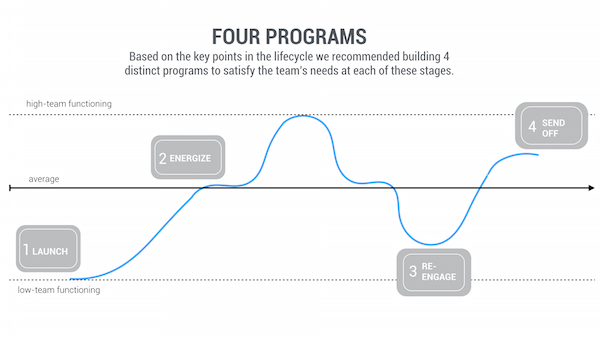 FOUR PROGRAMS
Based on the key points in the lifecycle we recommended building 4
distinct programs to satisfy the team's needs at each of these stages.
high-team functioning
4 SEND
OFF
2 ENERGIZE
average
1 LAUNCH
3 RE-
ENGAGE
low-team functioning